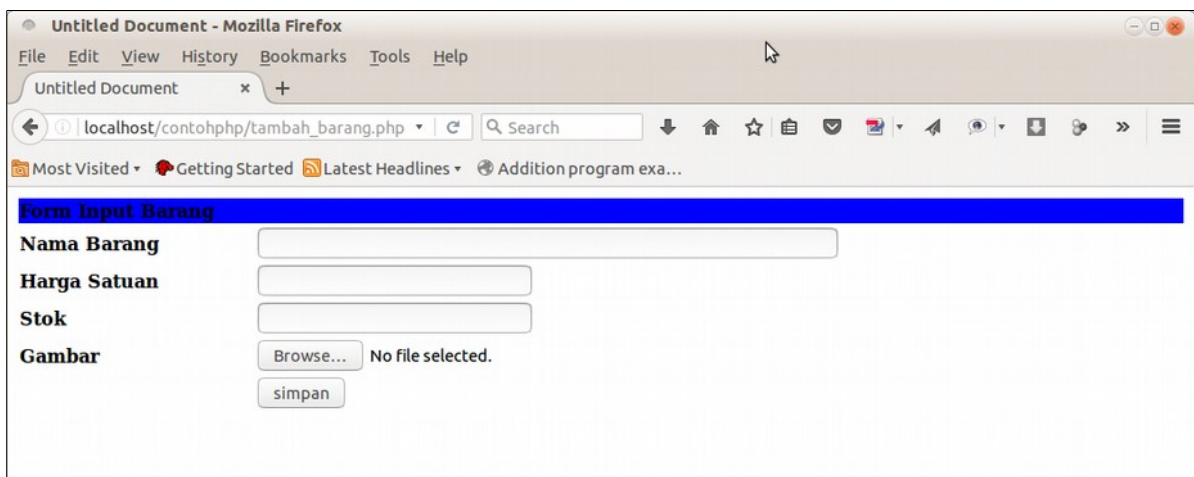 Untitled Document - Mozilla Firefox
File Edit View History Bookmarks Tools Help
Untitled Document
localhost/contohphp/tambah_barang.php Search
Most Visited Getting Started Latest Headlines Addition program exa...
Form Input Barang
Nama Barang
Harga Satuan
Stok
Gambar Browse... No file selected.
simpan